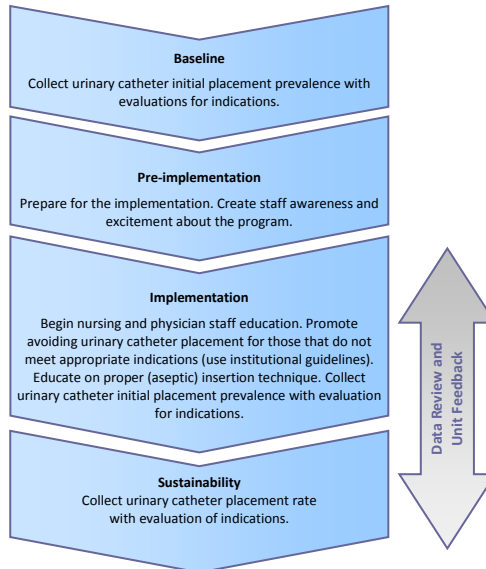 Baseline
Collect urinary catheter initial placement prevalence with
evaluations for indications.
Pre-implementation
Prepare for the implementation. Create staff awareness and
excitement about the program.
Implementation
Begin nursing and physician staff education. Promote
avoiding urinary catheter placement for those that do not
meet appropriate indications (use institutional guidelines).
Educate on proper (aseptic) insertion technique. Collect
urinary catheter initial placement prevalence with evaluation
for indications.
Sustainability
Collect urinary catheter placement rate
with evaluation of indications.
Data Review and
Unit Feedback